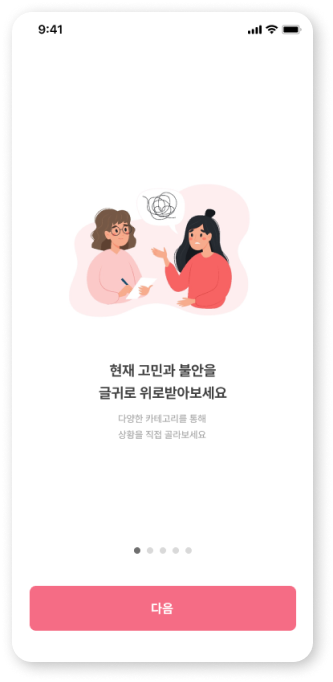 9:41
현재 고민과 불안을
글귀로 위로받아보세요
다양한 카테고리를 통해
상황을 직접 골라보세요
다음